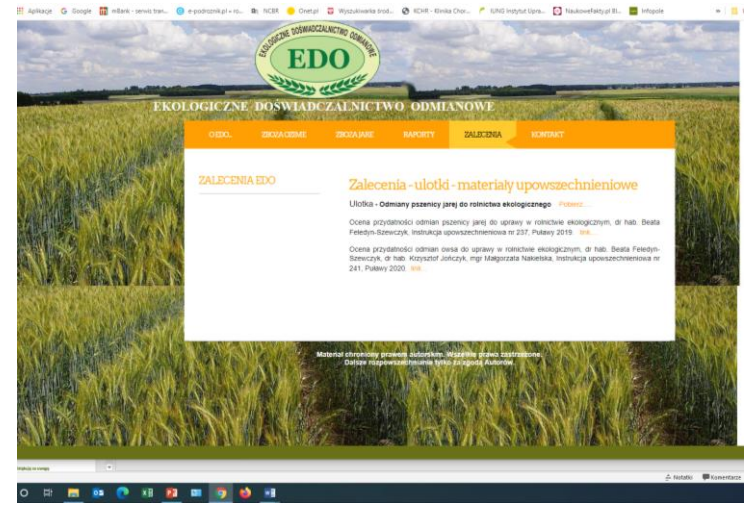 Aplikacje Google mBank - serwis tran... e-podroznik.pl » ro... NCBR Onet.pl Wyszukiwarka środ... KCHR - Klinika Chor... IUNG Instytut Upra... Naukowefakty.pl Bl... Infopole
EKOLOGICZNE DOŚWIADCZALNICTWO ODMIANOWE
EDO
EKOLOGICZNE DOŚWIADCZALNICTWO ODMIANOWE
O EDO... ZBOŻA OZIME ZBOŻA JARE RAPORTY ZALECENIA KONTAKT
ZALECENIA EDO
Zalecenia - ulotki - materiały upowszechnieniowe
Ulotka - Odmiany pszenicy jarej do rolnictwa ekologicznego Pobierz....
Ocena przydatności odmian pszenicy jarej do uprawy w rolnictwie ekologicznym, dr hab. Beata
Feledyn-Szewczyk, Instrukcja upowszechnieniowa nr 237, Puławy 2019. link....
Ocena przydatności odmian owsa do uprawy w rolnictwie ekologicznym, dr hab. Beata Feledyn-
Szewczyk, dr hab. Krzysztof Jończyk, mgr Małgorzata Nakielska, Instrukcja upowszechnieniowa nr
241, Puławy 2020. link...
Materiał chroniony prawem autorskim. Wszelkie prawa zastrzeżone.
Dalsze rozpowszechnianie tylko za zgodą Autorów.
Notatki Komentarze